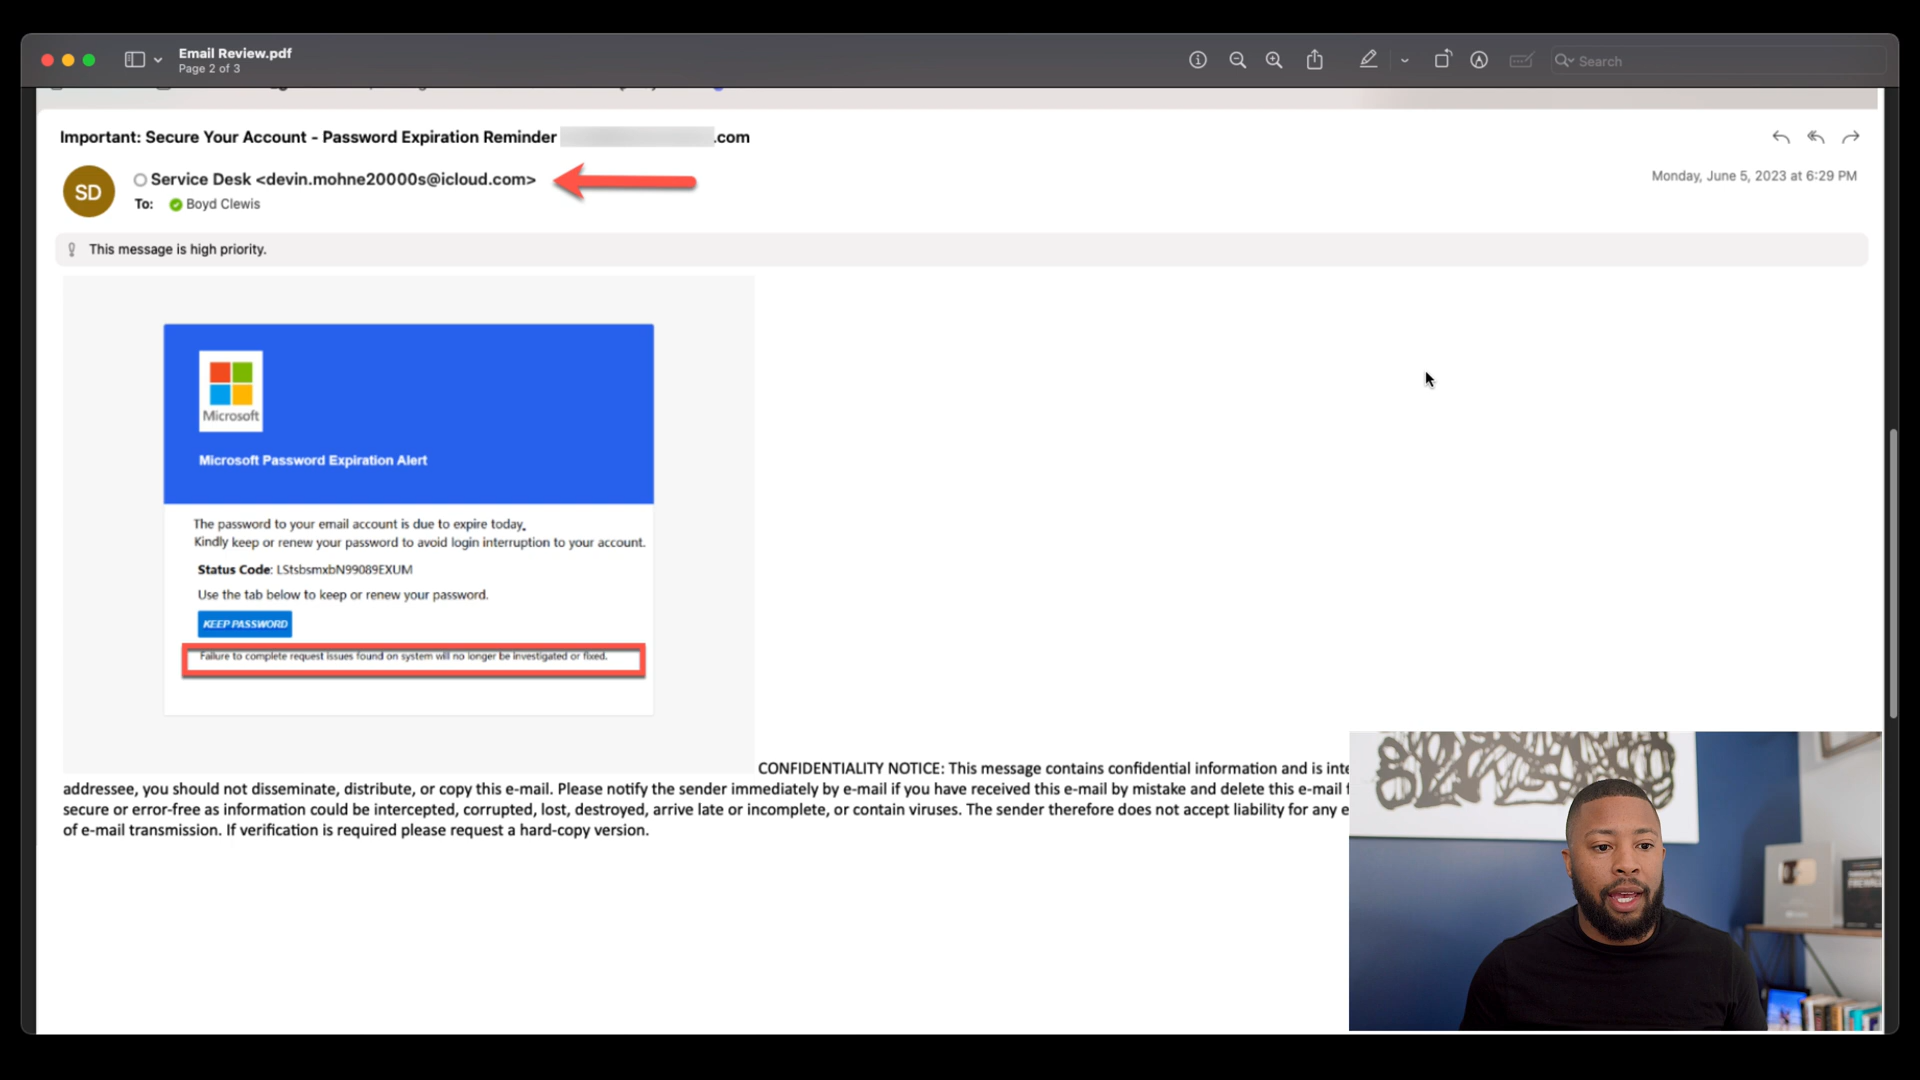 Email Review.pdf
Page 2 of 3
Search
Important: Secure Your Account - Password Expiration Reminder .com
SD
Service Desk <devin.mohne20000s@icloud.com>
Monday, June 5, 2023 at 6:29 PM
To: Boyd Clewis
This message is high priority.
Microsoft
Microsoft Password Expiration Alert
The password to your email account is due to expire today.
Kindly keep or renew your password to avoid login interruption to your account.
Status Code: LStsbsmxbN99089EXUM
Use the tab below to keep or renew your password.
KEEP PASSWORD
Failure to complete request issues found on system will no longer be investigated or fixed.
CONFIDENTIALITY NOTICE: This message contains confidential information and is inte
addressee, you should not disseminate, distribute, or copy this e-mail. Please notify the sender immediately by e-mail if you have received this e-mail by mistake and delete this e-mail f
secure or error-free as information could be intercepted, corrupted, lost, destroyed, arrive late or incomplete, or contain viruses. The sender therefore does not accept liability for any e
of e-mail transmission. If verification is required please request a hard-copy version.